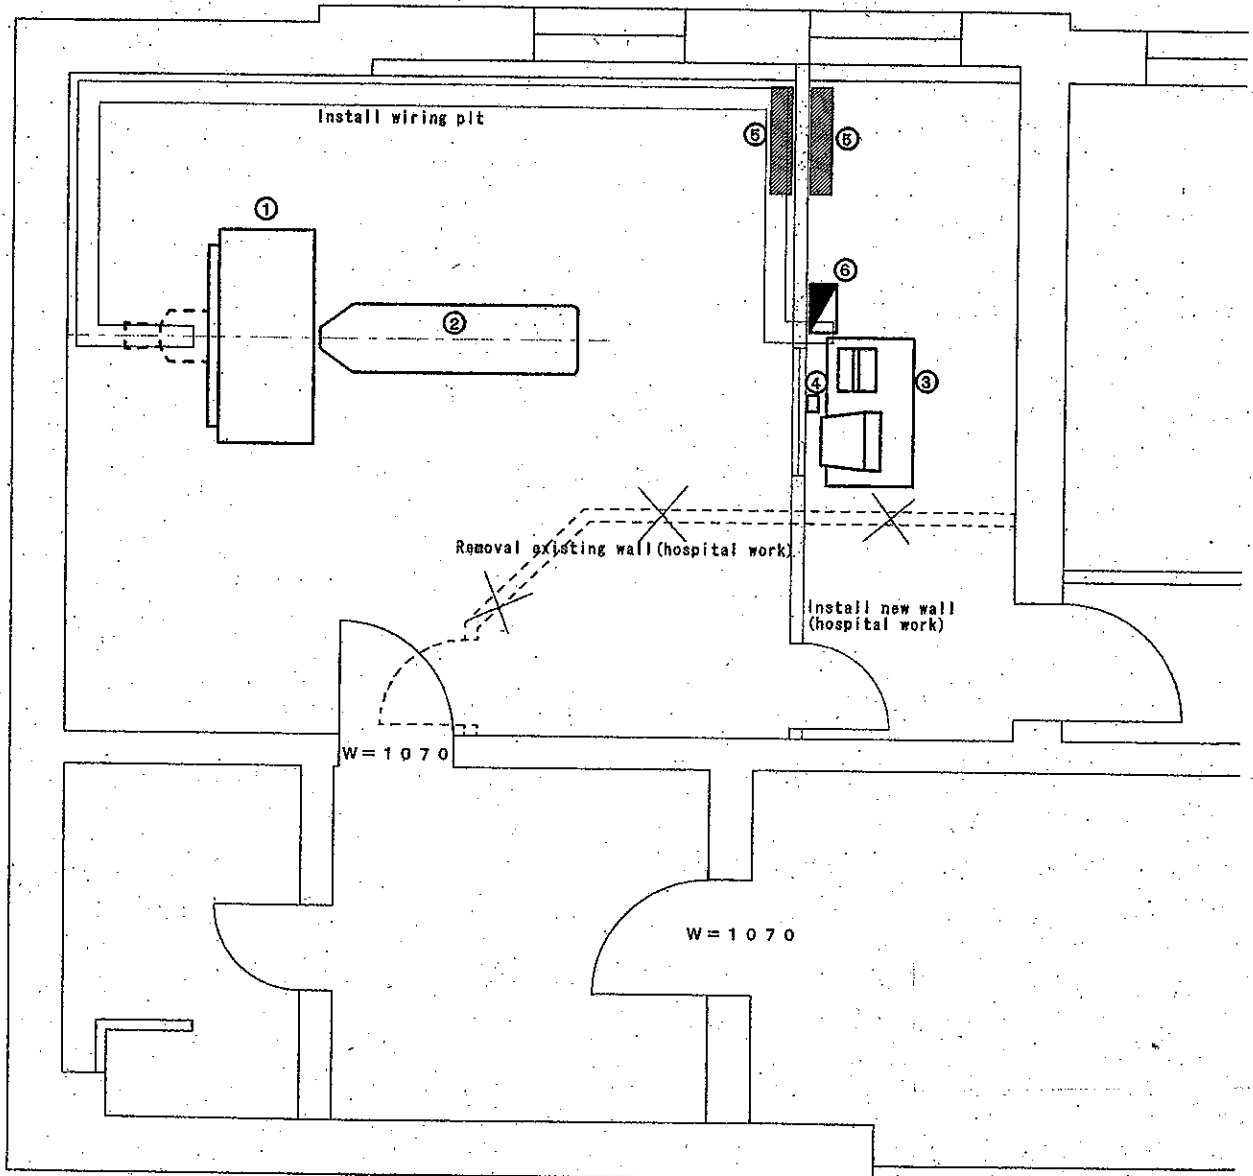 Install wiring pit
⑤
⑤
①
⑥
②
④
③
Removal existing wall(hospital work)
Install new wall
(hospital work)
W=1070
W=1070